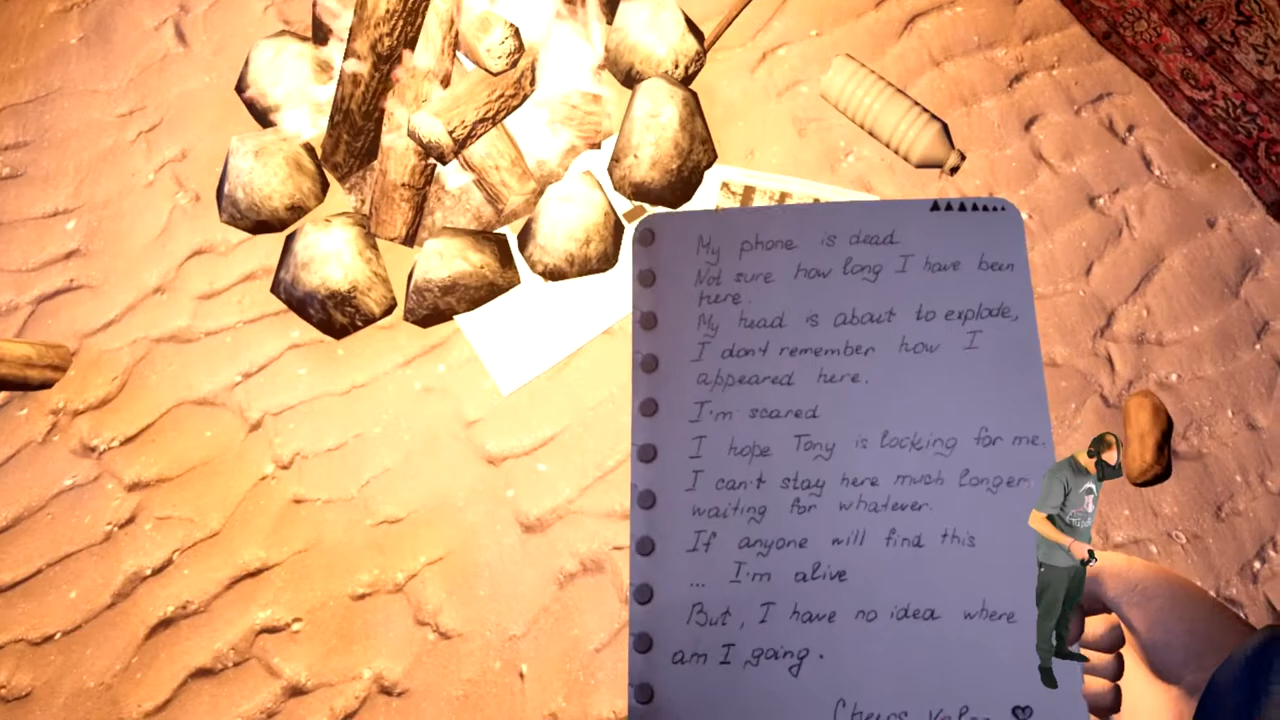 My phone is dead
Not sure how long I have been
here.
My head is about to explode,
I don't remember how I
appeared here.
I'm scared
I hope Tony is looking for me.
I can't stay here much longer
waiting for whatever.
If anyone will find this
... I'm alive
But, I have no idea where
am I going.
Cheers